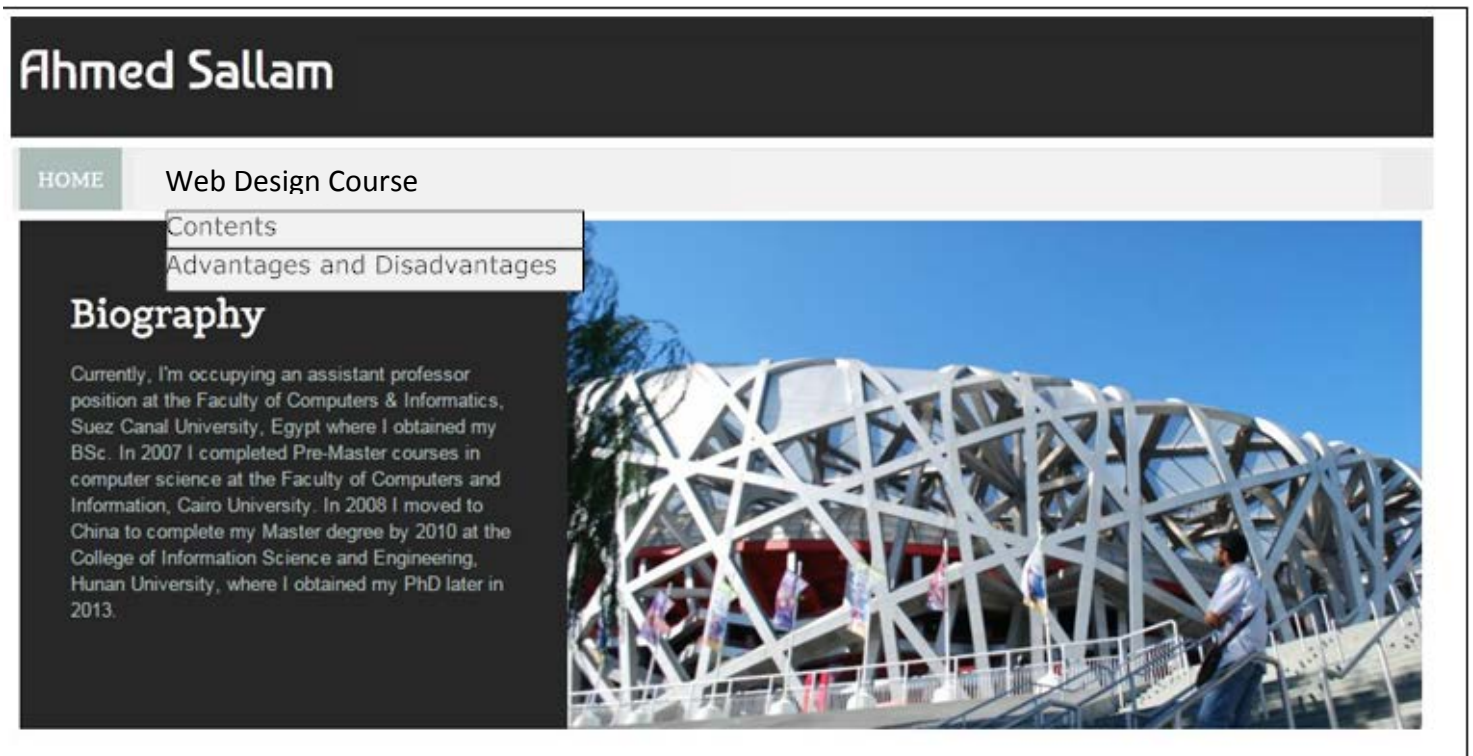 Ahmed Sallam
HOME
Web Design Course
Contents
Advantages and Disadvantages
Biography
Currently, I'm occupying an assistant professor
position at the Faculty of Computers & Informatics,
Suez Canal University, Egypt where I obtained my
BSc. In 2007 I completed Pre-Master courses in
computer science at the Faculty of Computers and
Information, Cairo University. In 2008 I moved to
China to complete my Master degree by 2010 at the
College of Information Science and Engineering,
Hunan University, where I obtained my PhD later in
2013.